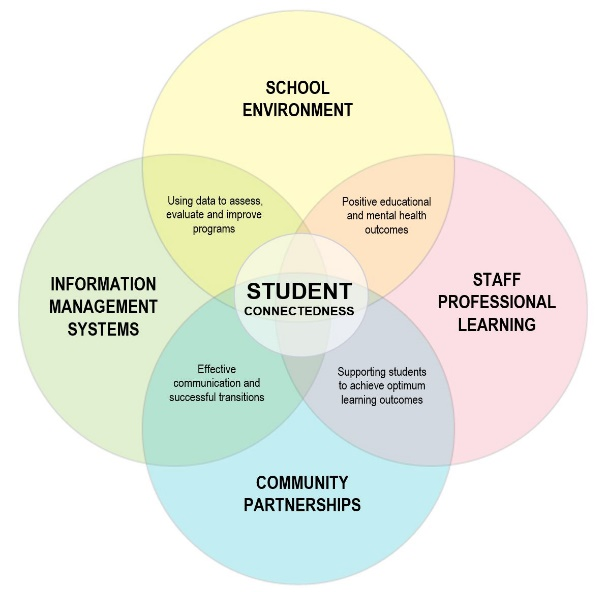 SCHOOL
ENVIRONMENT
Using data to assess,
evaluate and improve
programs
Positive educational
and mental health
outcomes
INFORMATION
MANAGEMENT
SYSTEMS
STUDENT
CONNECTEDNESS
STAFF
PROFESSIONAL
LEARNING
Effective
communication and
successful transitions
Supporting students
to achieve optimum
learning outcomes
COMMUNITY
PARTNERSHIPS